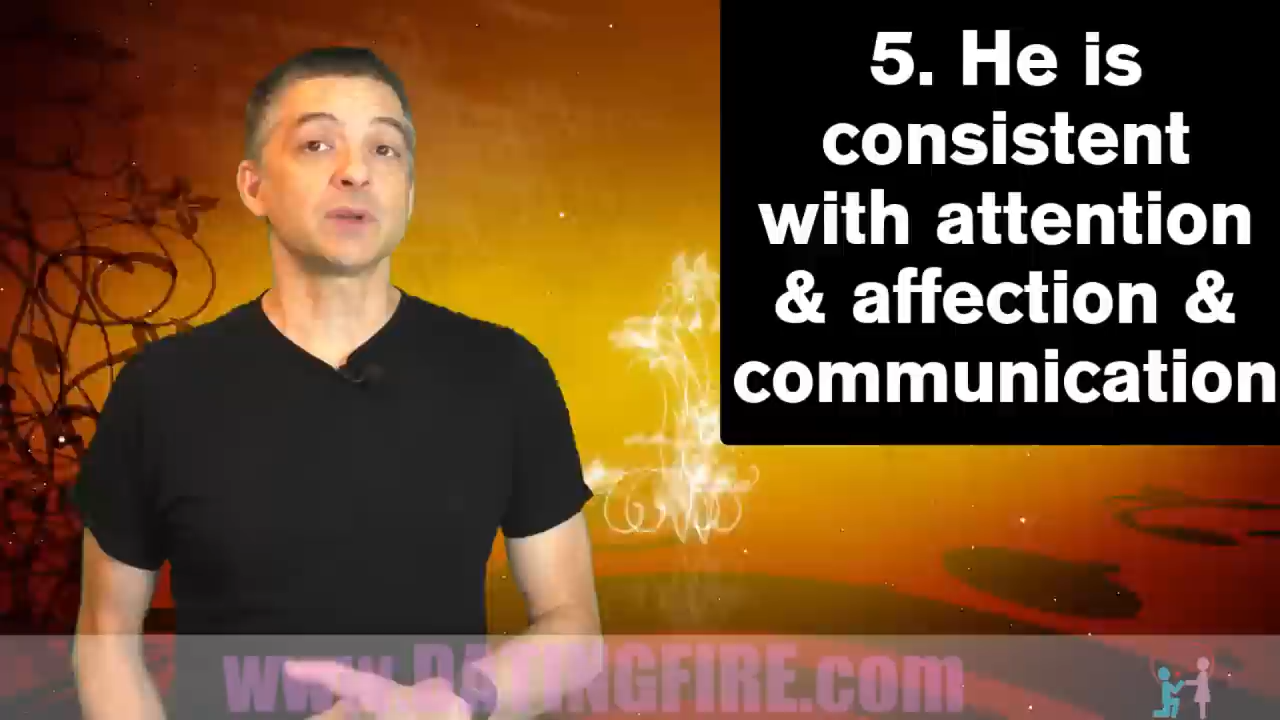 5. He is
consistent
with attention
& affection &
communication
www.DATINGFIRE.com